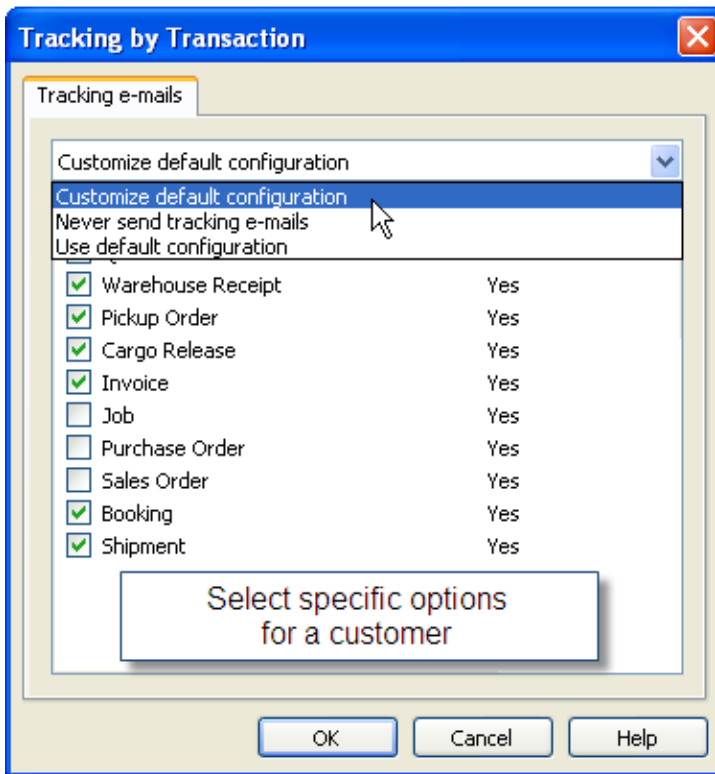 Tracking by Transaction
Tracking e-mails
Customize default configuration
Customize default configuration
Never send tracking e-mails
Use default configuration
Warehouse Receipt Yes
Pickup Order Yes
Cargo Release Yes
Invoice Yes
Job Yes
Purchase Order Yes
Sales Order Yes
Booking Yes
Shipment Yes
Select specific options
for a customer
OK Cancel Help